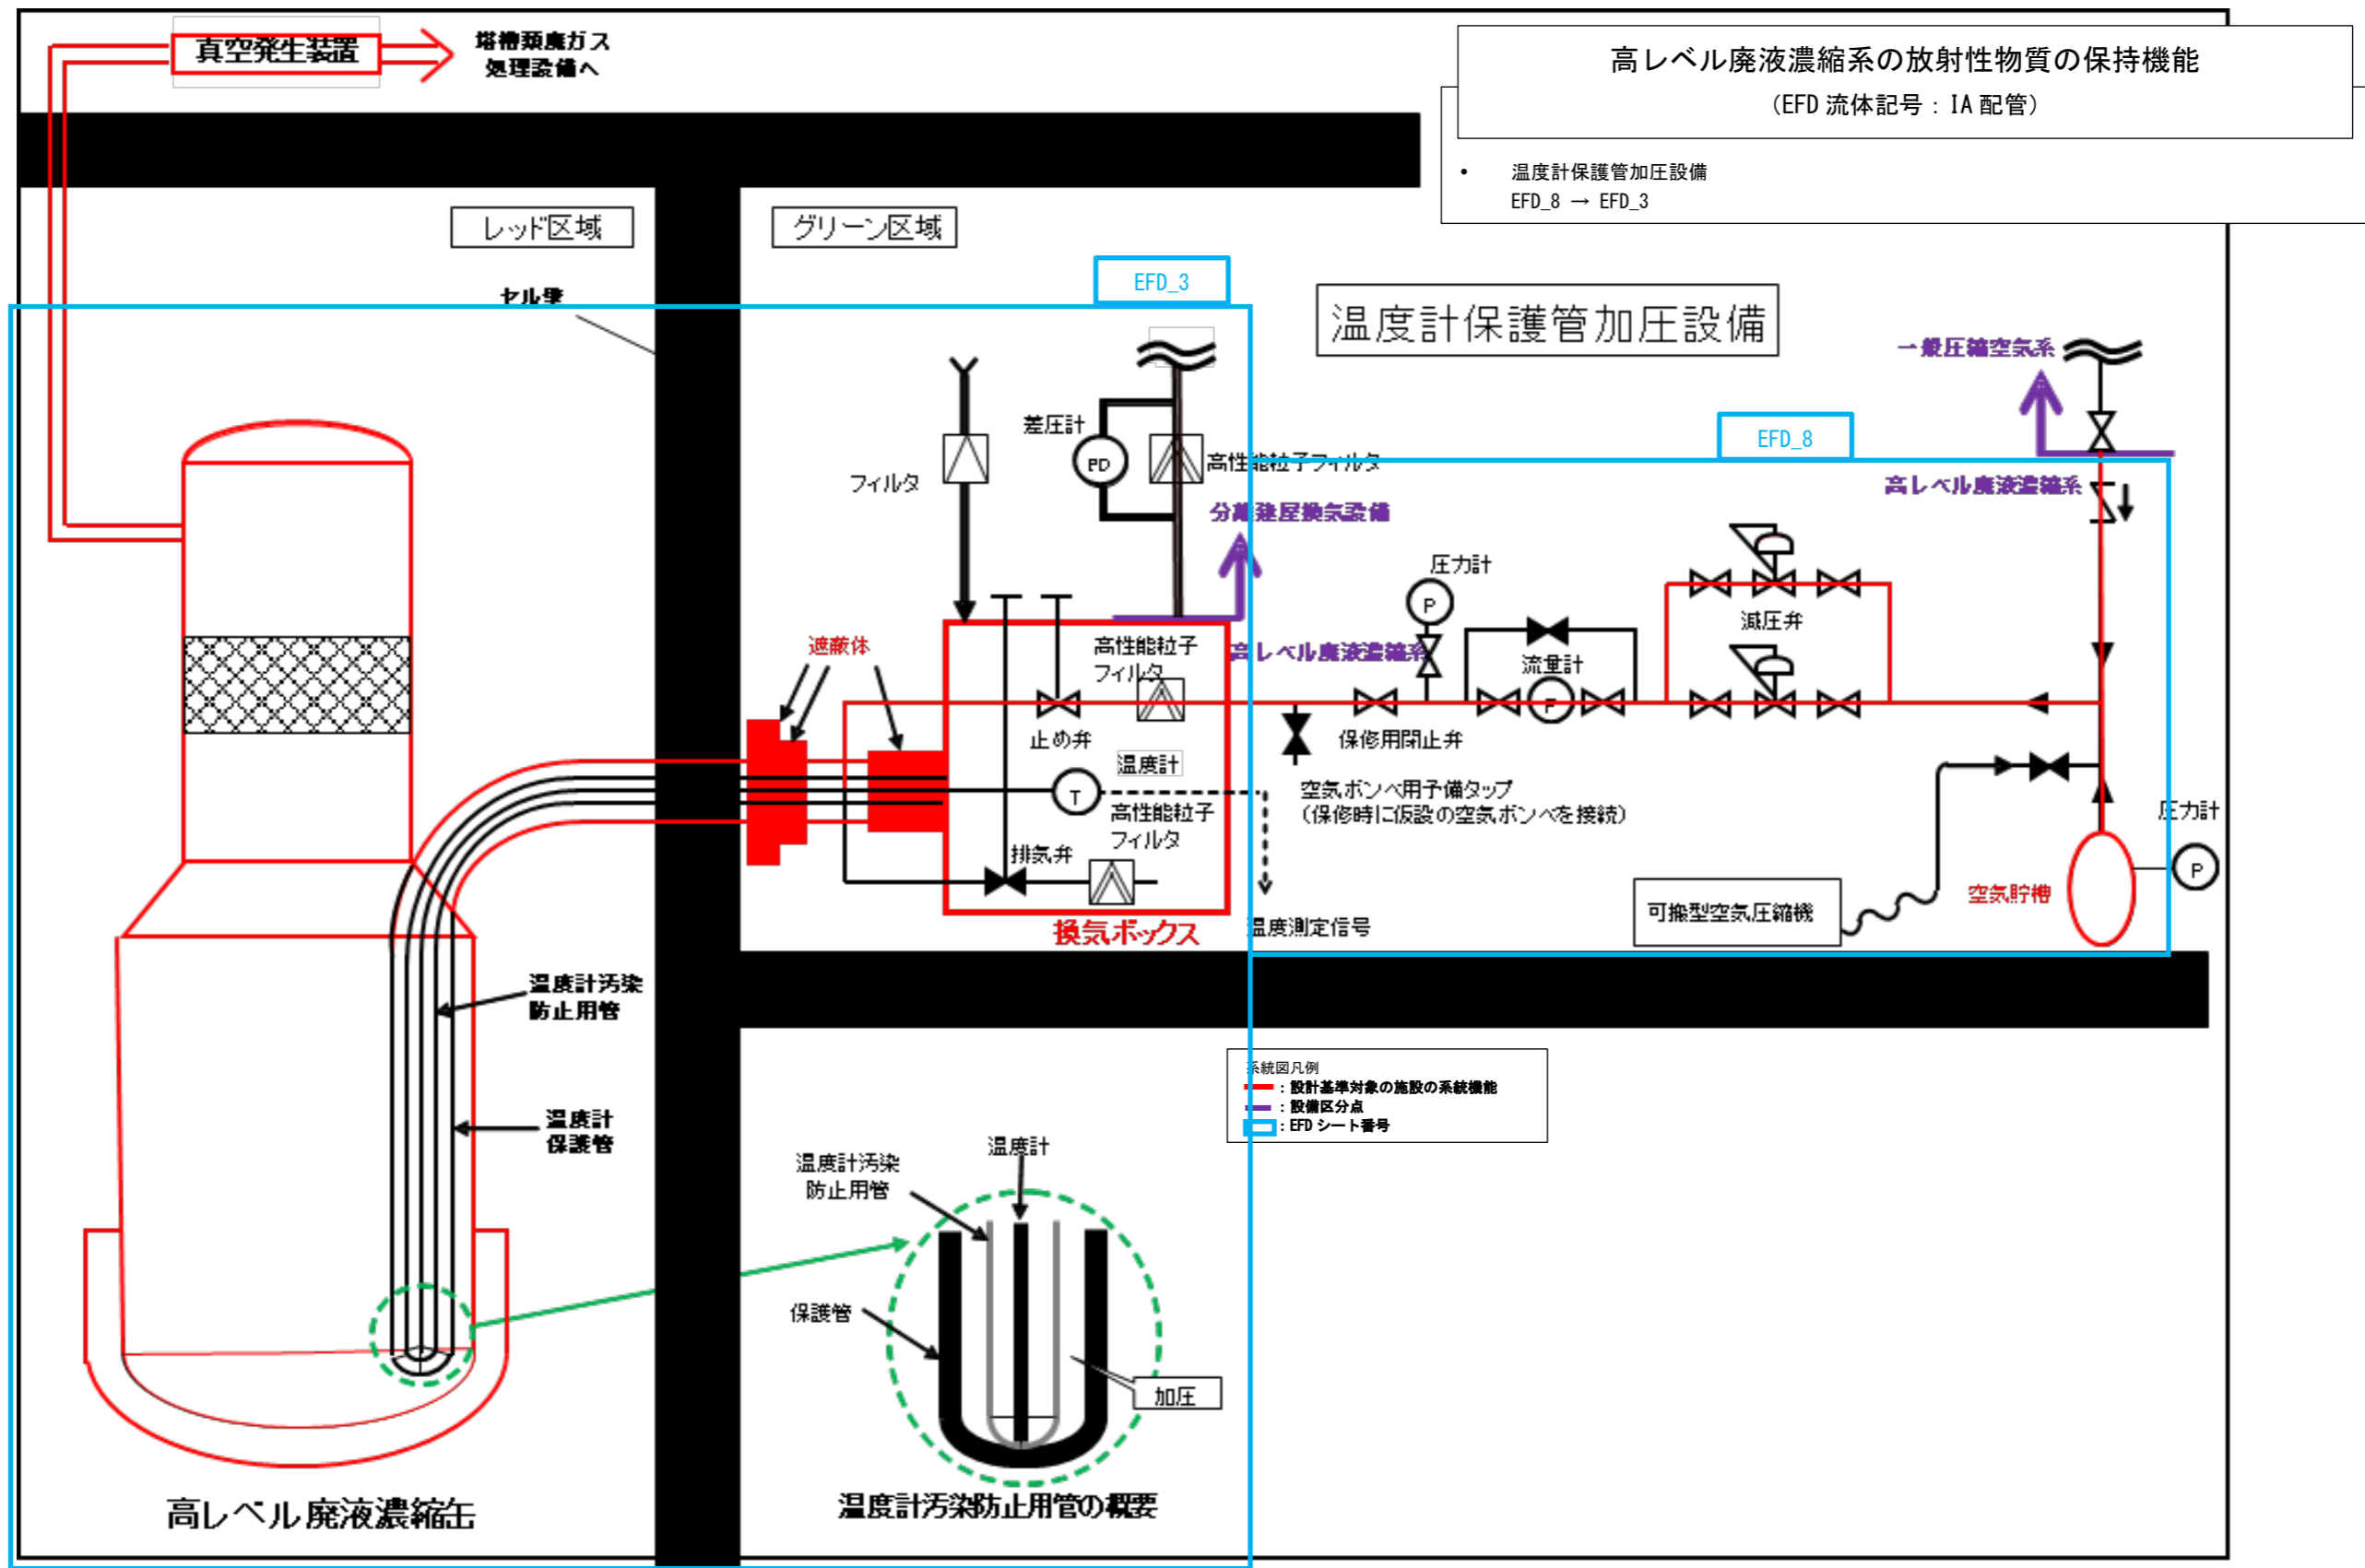 真空発生装置
塔槽類廃ガス
処理設備へ
高レベル廃液濃縮系の放射性物質の保持機能
（EFD 流体記号：IA 配管）
• 温度計保護管加圧設備
EFD_8 → EFD_3
レッド区域
グリーン区域
セル壁
EFD_3
温度計保護管加圧設備
一般圧縮空気系
EFD_8
差圧計
PD
フィルタ
高性能粒子フィルタ
高レベル廃液濃縮系
分離建屋換気設備
圧力計
P
減圧弁
遮蔽体
高性能粒子
フィルタ
高レベル廃液濃縮系
流量計
F
止め弁
保修用閉止弁
温度計
T
空気ボンベ用予備タップ
（保修時に仮設の空気ボンベを接続）
高性能粒子
フィルタ
圧力計
P
排気弁
空気貯槽
可搬型空気圧縮機
換気ボックス
温度測定信号
温度計汚染
防止用管
温度計
保護管
系統図凡例
：設計基準対象の施設の系統機能
：設備区分点
：EFD シート番号
温度計
温度計汚染
防止用管
保護管
加圧
高レベル廃液濃縮缶
温度計汚染防止用管の概要